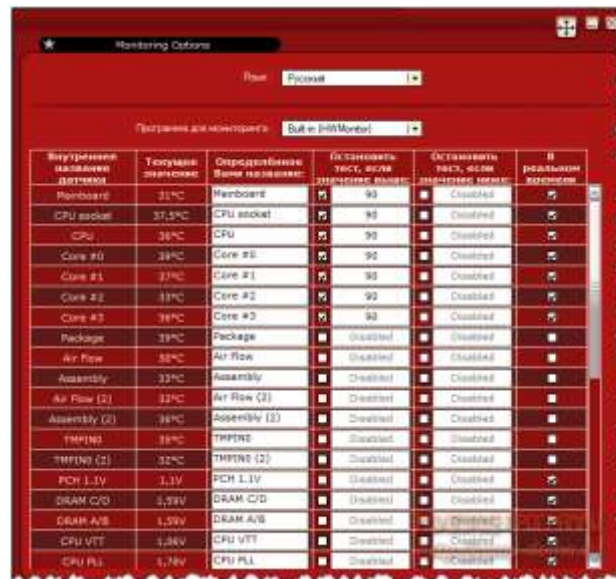 Monitoring Options
Язык Русский
Программа для мониторинга Built-in (HWMonitor)
Внутреннее название датчика Текущее значение Определённое Вами название: Остановить тест, если значение выше: Остановить тест, если значение ниже: В реальном времени
Mainboard 31°C Mainboard 90 Disabled
CPU socket 37,5°C CPU socket 90 Disabled
CPU 36°C CPU 90 Disabled
Core #0 39°C Core #0 90 Disabled
Core #1 37°C Core #1 90 Disabled
Core #2 33°C Core #2 90 Disabled
Core #3 36°C Core #3 90 Disabled
Package 39°C Package Disabled Disabled
Air Flow Air Flow Disabled Disabled
Assembly 33°C Assembly Disabled Disabled
Air Flow (2) 32°C Air Flow (2) Disabled Disabled
Assembly (2) 36°C Assembly (2) Disabled Disabled
TMPIN0 TMPIN0 Disabled Disabled
TMPIN0 (2) 32°C TMPIN0 (2) Disabled Disabled
PCH 1.1V 1,1V PCH 1.1V Disabled Disabled
DRAM C/D 1,59V DRAM C/D Disabled Disabled
DRAM A/B 1,59V DRAM A/B Disabled Disabled
CPU VTT 1,06V CPU VTT Disabled
CPU PLL 1,78V CPU PLL Disabled